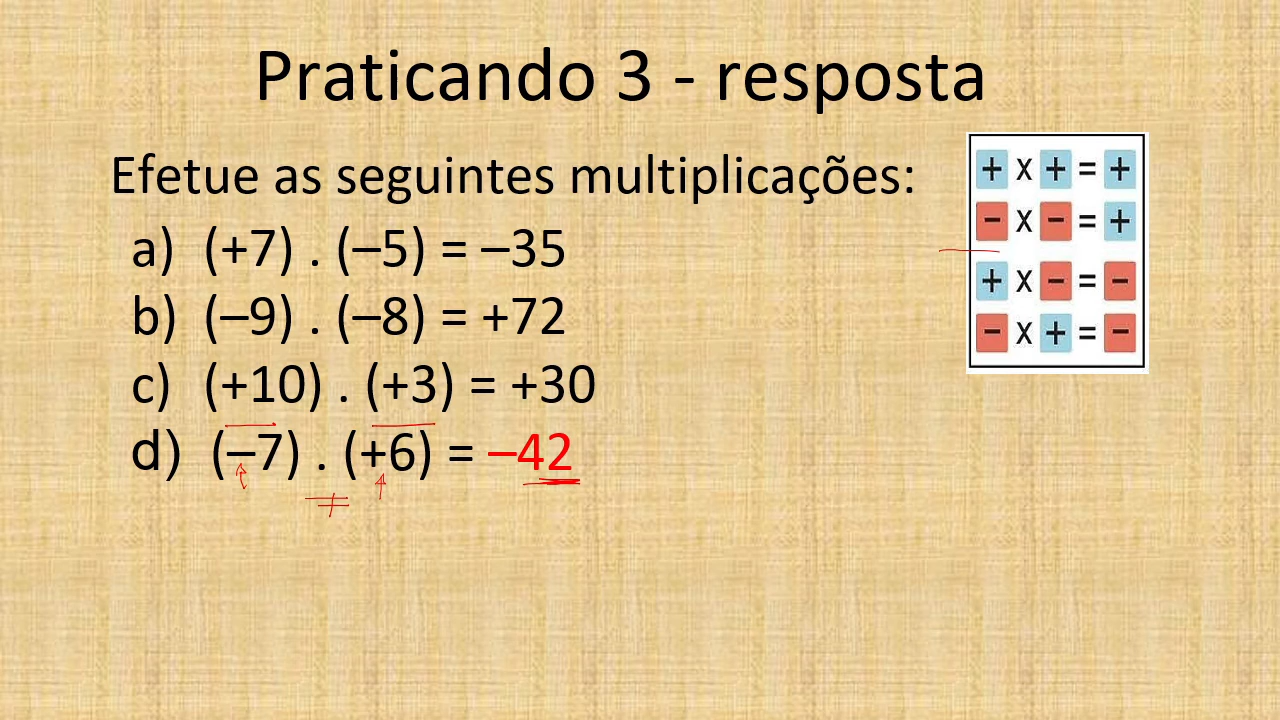 Praticando 3 - resposta
Efetue as seguintes multiplicações:
a) (+7) . (–5) = –35
b) (–9) . (–8) = +72
c) (+10) . (+3) = +30
d) (–7) . (+6) = –42
≠
+ x + = +
− x − = +
+ x − = −
− x + = −